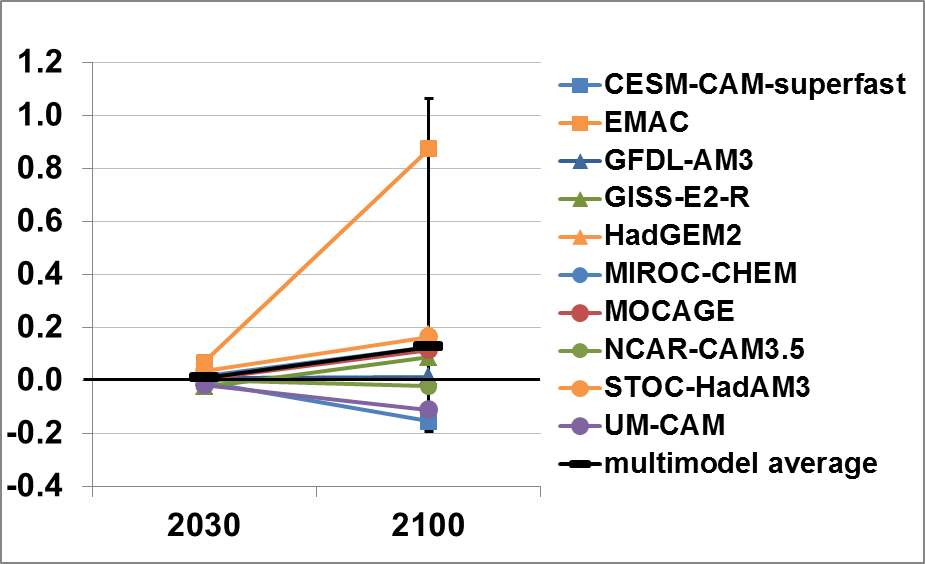 1.2
1.0
0.8
0.6
0.4
0.2
0.0
-0.2
-0.4
2030 2100
CESM-CAM-superfast
EMAC
GFDL-AM3
GISS-E2-R
HadGEM2
MIROC-CHEM
MOCAGE
NCAR-CAM3.5
STOC-HadAM3
UM-CAM
multimodel average